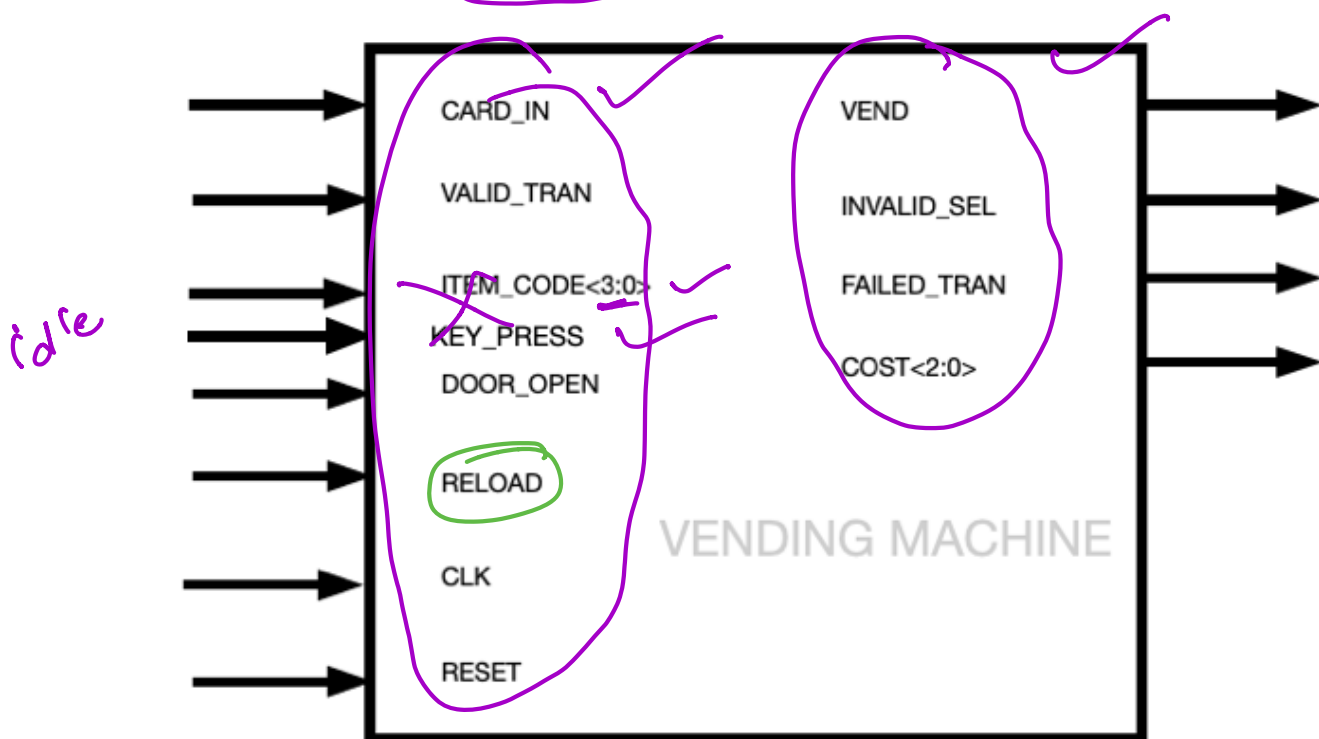 CARD_IN
VALID_TRAN
ITEM_CODE<3:0>
KEY_PRESS
DOOR_OPEN
RELOAD
CLK
RESET
VEND
INVALID_SEL
FAILED_TRAN
COST<2:0>
VENDING MACHINE
idle